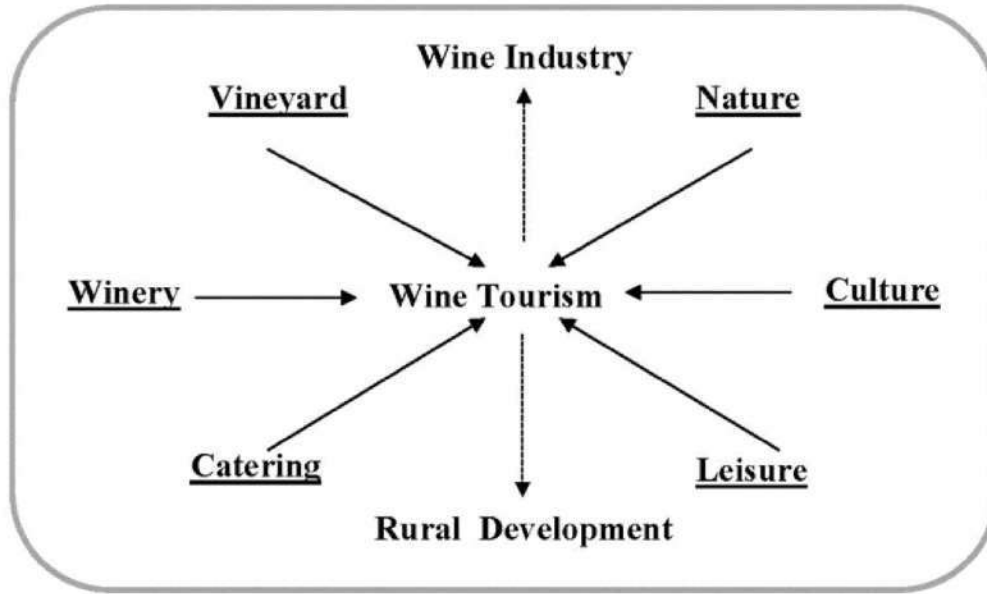 Wine Industry
Vineyard
Nature
Winery
Wine Tourism
Culture
Catering
Leisure
Rural Development